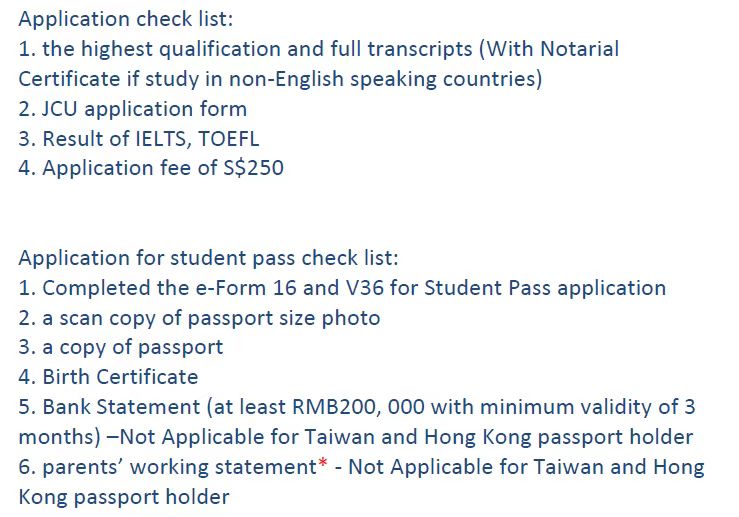 Application check list:
1. the highest qualification and full transcripts (With Notarial
Certificate if study in non-English speaking countries)
2. JCU application form
3. Result of IELTS, TOEFL
4. Application fee of S$250
Application for student pass check list:
1. Completed the e-Form 16 and V36 for Student Pass application
2. a scan copy of passport size photo
3. a copy of passport
4. Birth Certificate
5. Bank Statement (at least RMB200, 000 with minimum validity of 3
months) –Not Applicable for Taiwan and Hong Kong passport holder
6. parents’ working statement* - Not Applicable for Taiwan and Hong
Kong passport holder